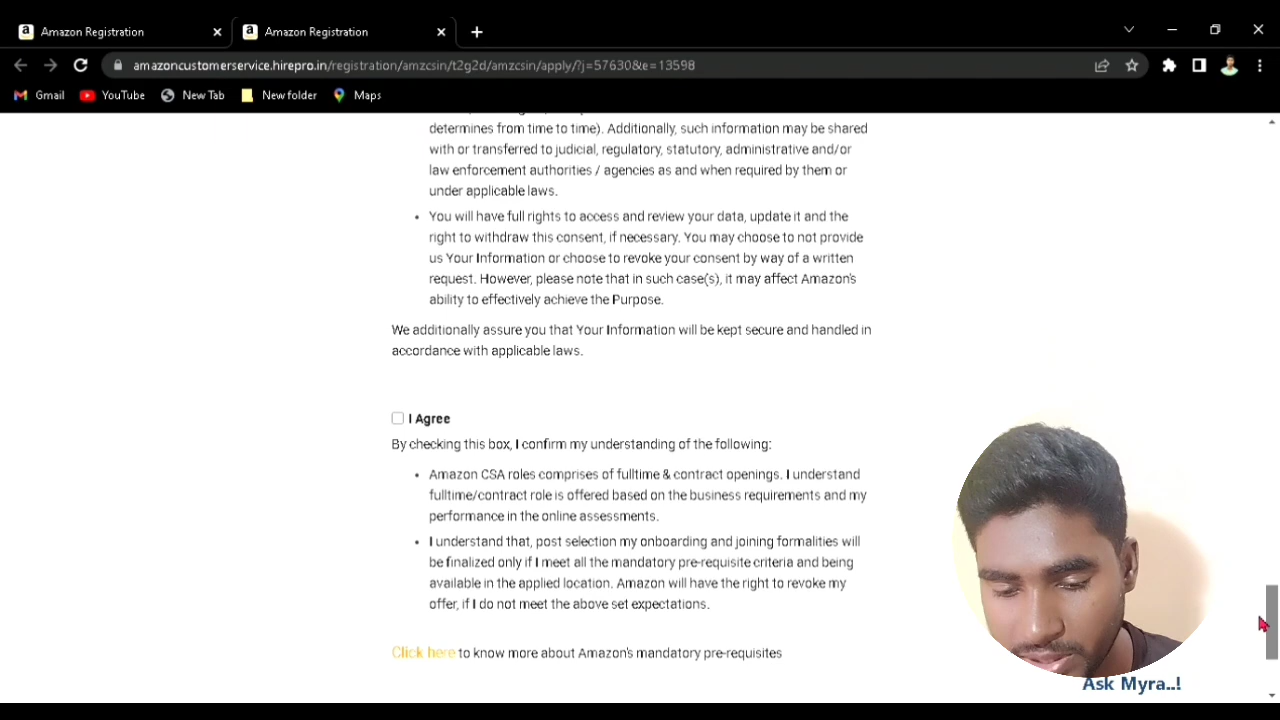 Amazon Registration
Amazon Registration
amazoncustomerservice.hirepro.in/registration/amzcsin/t2g2d/amzcsin/apply/?j=57630&e=13598
Gmail YouTube New Tab New folder Maps
determines from time to time). Additionally, such information may be shared
with or transferred to judicial, regulatory, statutory, administrative and/or
law enforcement authorities / agencies as and when required by them or
under applicable laws.
• You will have full rights to access and review your data, update it and the
right to withdraw this consent, if necessary. You may choose to not provide
us Your Information or choose to revoke your consent by way of a written
request. However, please note that in such case(s), it may affect Amazon's
ability to effectively achieve the Purpose.
We additionally assure you that Your Information will be kept secure and handled in
accordance with applicable laws.
I Agree
By checking this box, I confirm my understanding of the following:
• Amazon CSA roles comprises of fulltime & contract openings. I understand
fulltime/contract role is offered based on the business requirements and my
performance in the online assessments.
• I understand that, post selection my onboarding and joining formalities will
be finalized only if I meet all the mandatory pre-requisite criteria and being
available in the applied location. Amazon will have the right to revoke my
offer, if I do not meet the above set expectations.
Click here to know more about Amazon's mandatory pre-requisites
Ask Myra..!